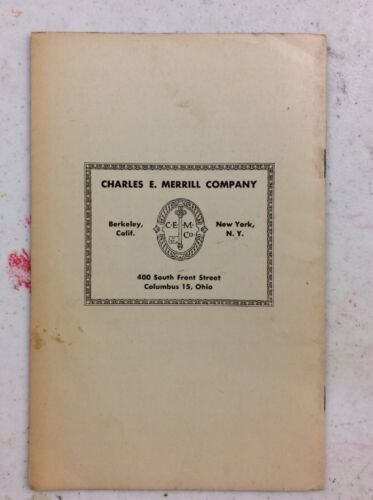 CHARLES E. MERRILL COMPANY
Berkeley, Calif.
C.E. M. Co
New York, N. Y.
400 South Front Street
Columbus 15, Ohio